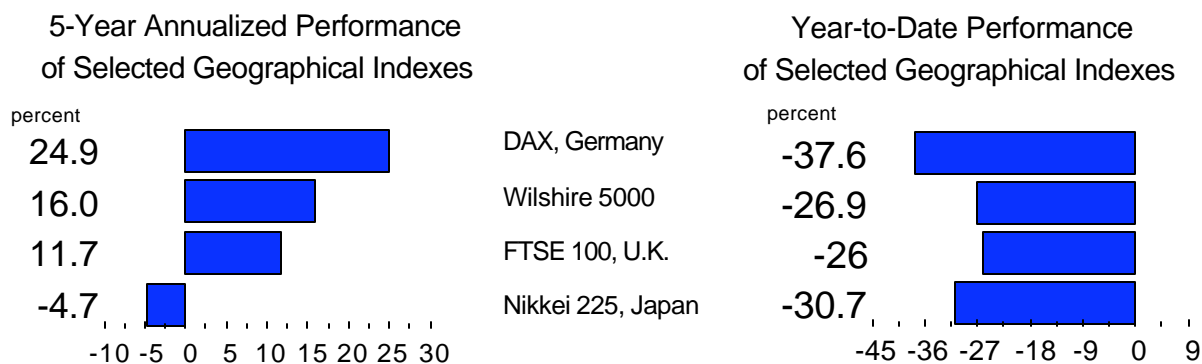 5-Year Annualized Performance
of Selected Geographical Indexes
percent
24.9
16.0
11.7
-4.7
-10 -5 0 5 10 15 20 25 30
DAX, Germany
Wilshire 5000
FTSE 100, U.K.
Nikkei 225, Japan
Year-to-Date Performance
of Selected Geographical Indexes
percent
-37.6
-26.9
-26
-30.7
-45 -36 -27 -18 -9 0 9